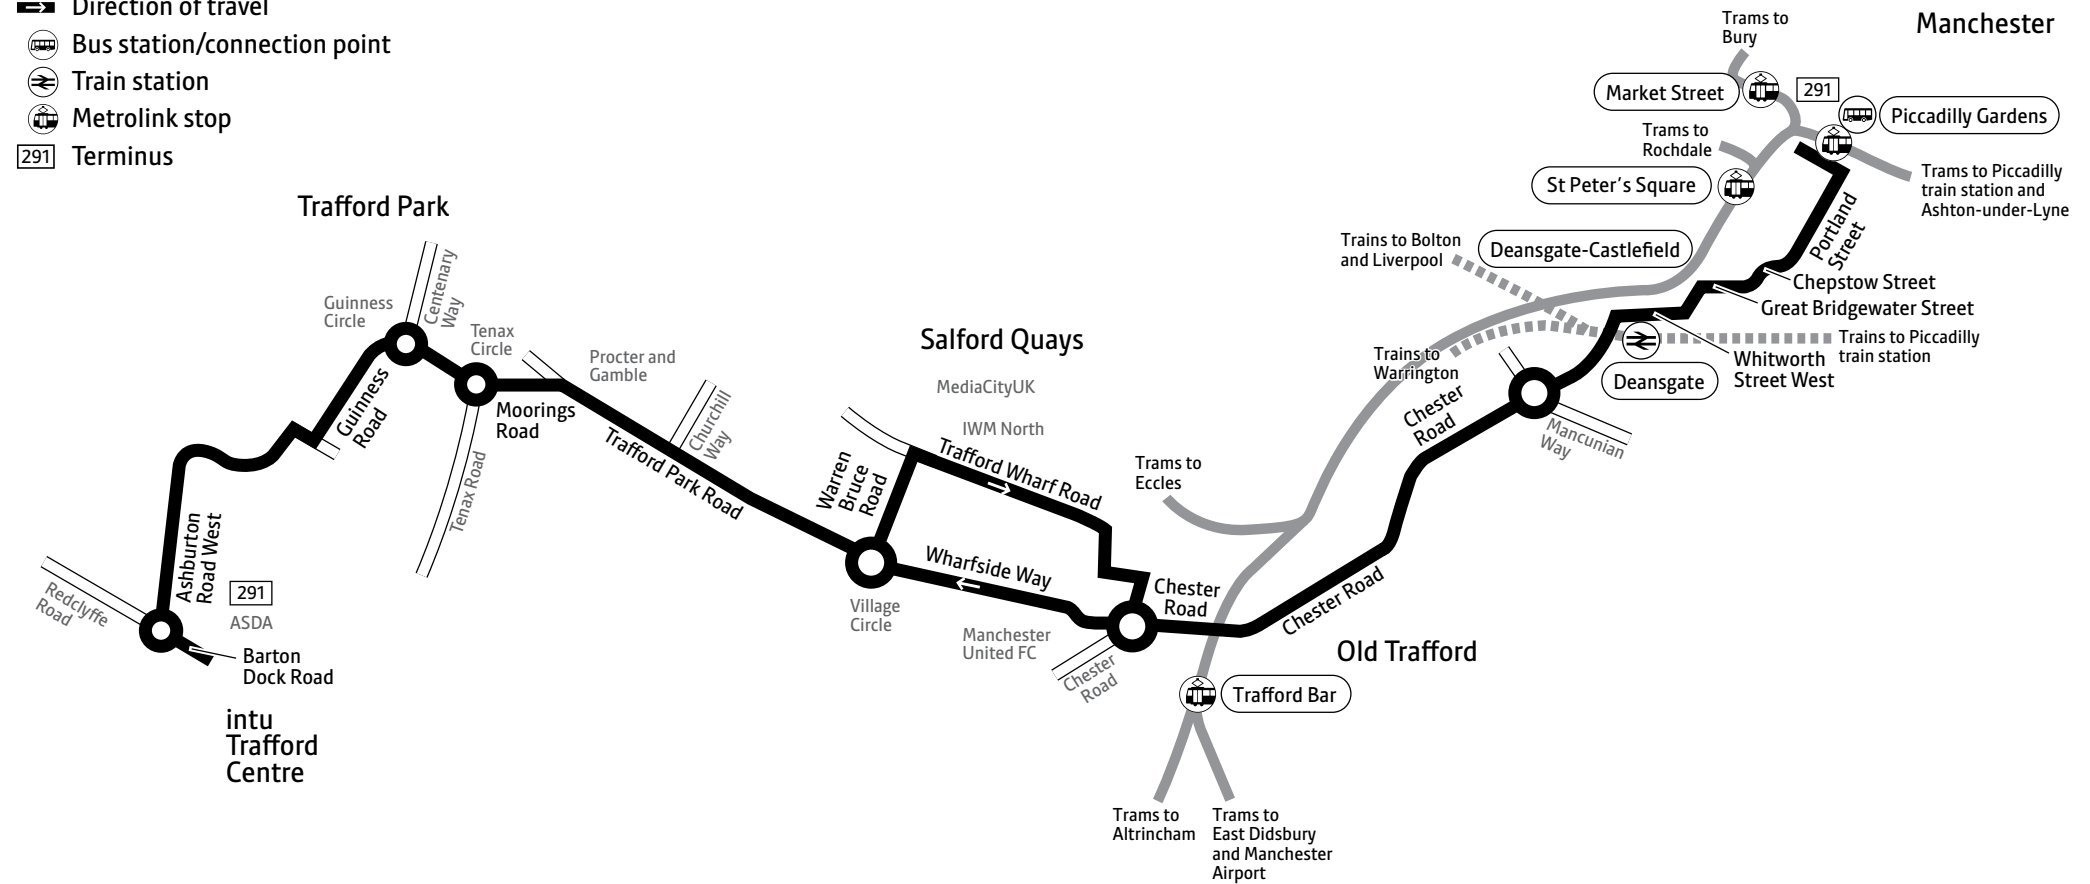 Direction of travel
Bus station/connection point
Train station
Metrolink stop
291 Terminus
Manchester
Trams to
Bury
Market Street
291
Piccadilly Gardens
Trams to
Rochdale
St Peter's Square
Trams to Piccadilly
train station and
Ashton-under-Lyne
Portland
Street
Trains to Bolton
and Liverpool
Deansgate-Castlefield
Chepstow Street
Great Bridgewater Street
Trains to Piccadilly
train station
Whitworth
Street West
Trains to
Warrington
Deansgate
Chester
Road
Mancunian
Way
Trafford Park
Guinness
Circle
Centenary
Way
Tenax
Circle
Procter and
Gamble
Guinness
Road
Moorings
Road
Churchill
Way
Trafford Park Road
Tenax Road
Salford Quays
MediaCityUK
IWM North
Trafford Wharf Road
Warren
Bruce
Road
Wharfside Way
Trams to
Eccles
Chester
Road
Chester Road
Village
Circle
Manchester
United FC
Chester
Road
Old Trafford
Trafford Bar
Ashburton
Road West
Redclyffe
Road
291
ASDA
Barton
Dock Road
intu
Trafford
Centre
Trams to
Altrincham
Trams to
East Didsbury
and Manchester
Airport